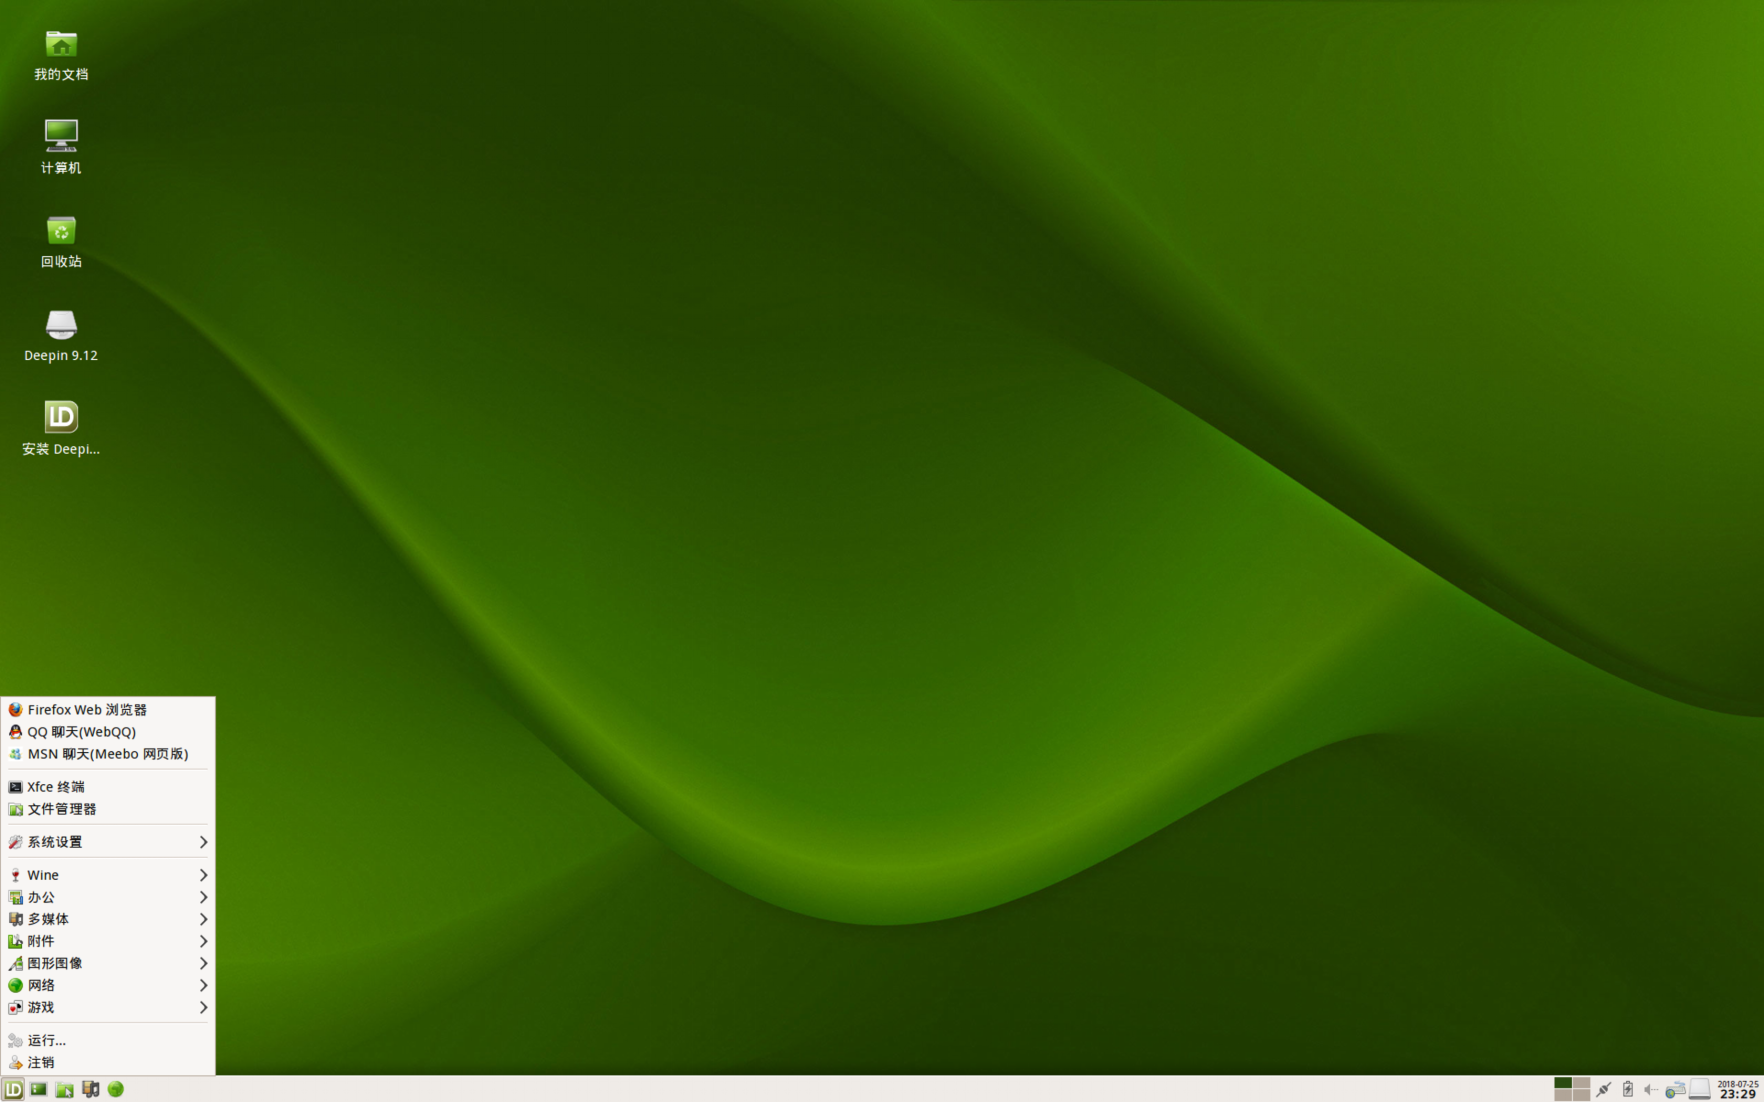 我的文档
计算机
回收站
Deepin 9.12
LD
安装 Deepi...
Firefox Web 浏览器
QQ 聊天(WebQQ)
MSN 聊天(Meebo 网页版)
Xfce 终端
文件管理器
系统设置
Wine
办公
多媒体
附件
图形图像
网络
游戏
运行...
注销
LD
2018-07-25
23:29